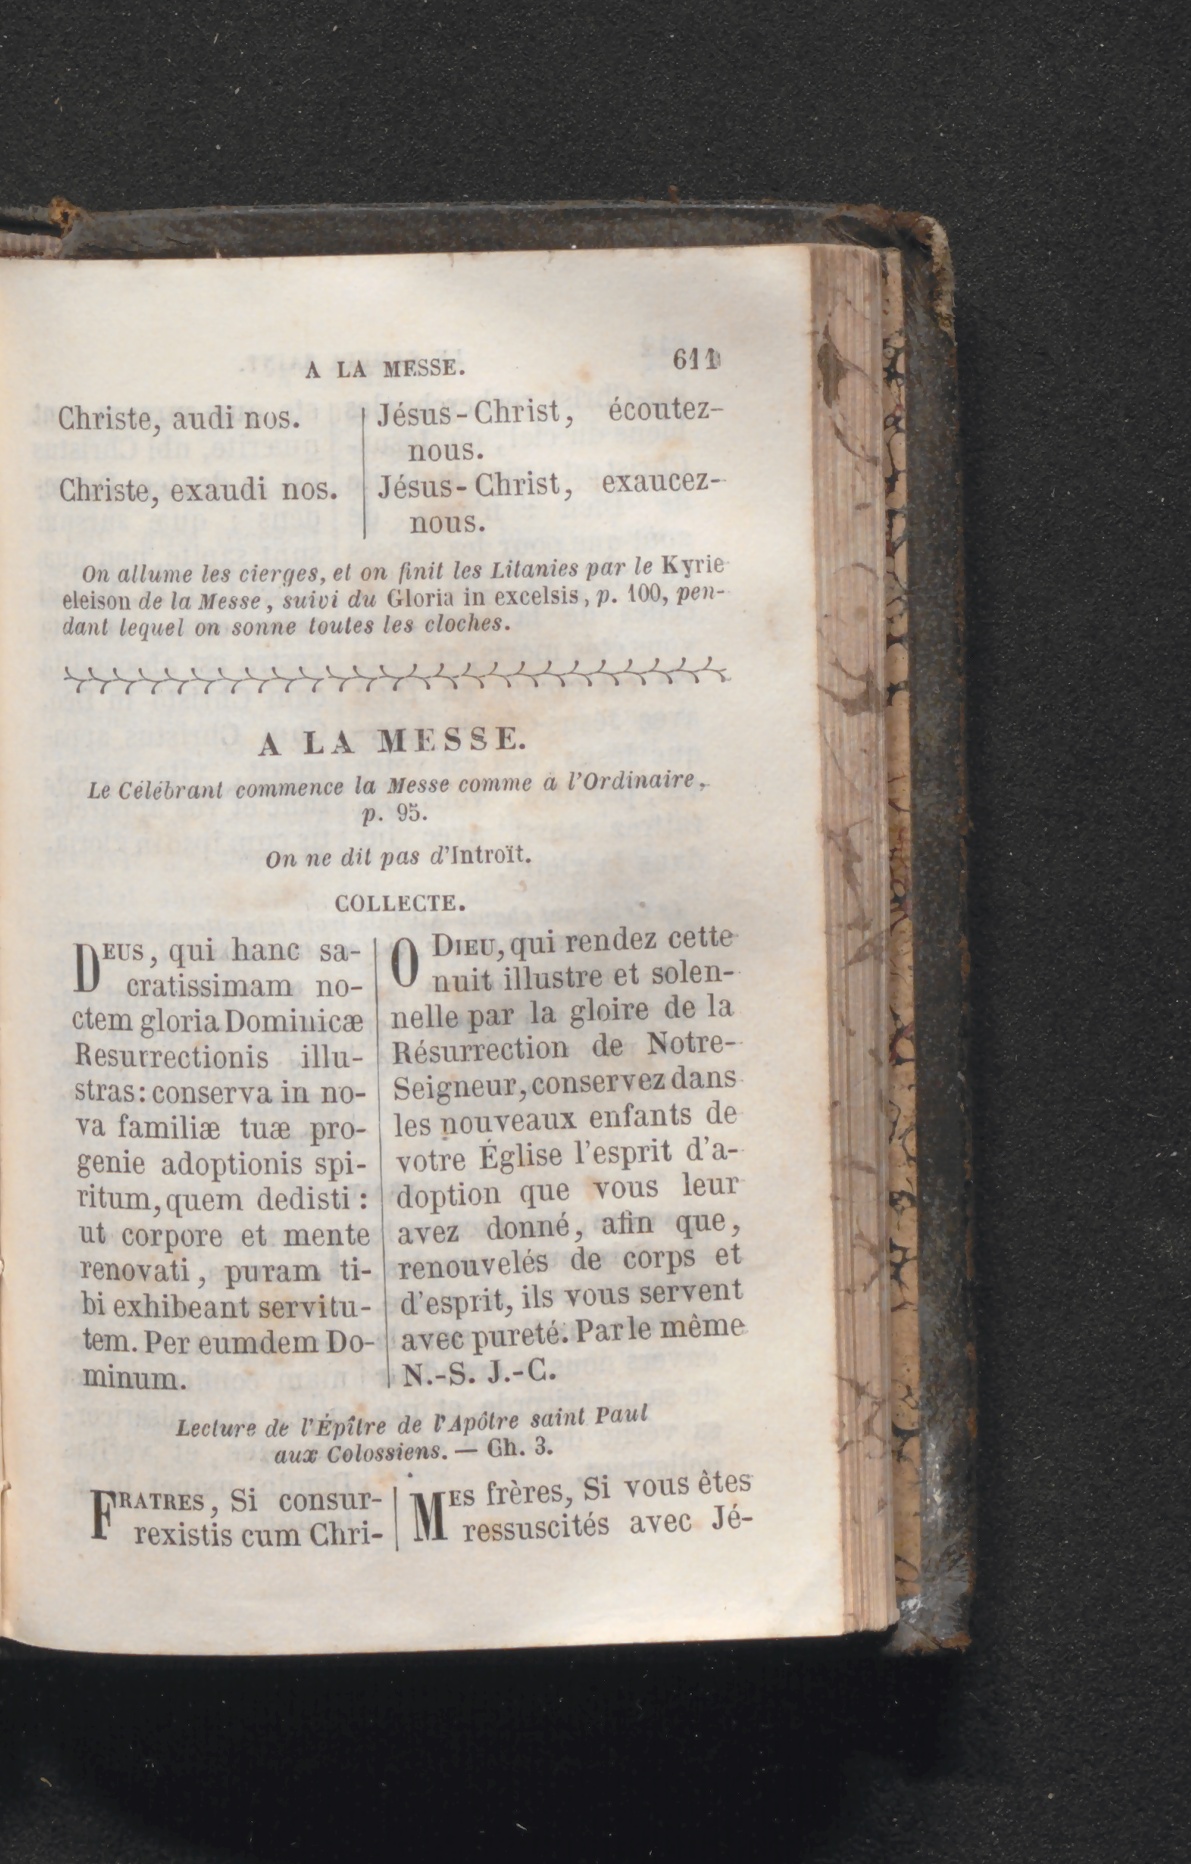 A LA MESSE. 611
Christe, audi nos.
Christe, exaudi nos.
Jésus-Christ, écoutez-
nous.
Jésus-Christ, exaucez-
nous.
On allume les cierges, et on finit les Litanies par le Kyrie
eleison de la Messe, suivi du Gloria in excelsis, p. 100, pen-
dant lequel on sonne toutes les cloches.
A LA MESSE.
Le Célébrant commence la Messe comme à l'Ordinaire,
p. 95.
On ne dit pas d'Introït.
COLLECTE.
DEUS, qui hanc sa-
cratissimam no-
ctem gloria Dominicæ
Resurrectionis illu-
stras: conserva in no-
va familiæ tuæ pro-
genie adoptionis spi-
ritum, quem dedisti :
ut corpore et mente
renovati, puram ti-
bi exhibeant servitu-
tem. Per eumdem Do-
minum.
O DIEU, qui rendez cette
nuit illustre et solen-
nelle par la gloire de la
Résurrection de Notre-
Seigneur, conservez dans
les nouveaux enfants de
votre Église l'esprit d'a-
doption que vous leur
avez donné, afin que,
renouvelés de corps et
d'esprit, ils vous servent
avec pureté. Par le même
N.-S. J.-C.
Lecture de l'Épître de l'Apôtre saint Paul
aux Colossiens. — Ch. 3.
FRATRES, Si consur-
rexistis cum Chri-
MES frères, Si vous êtes
ressuscités avec Jé-